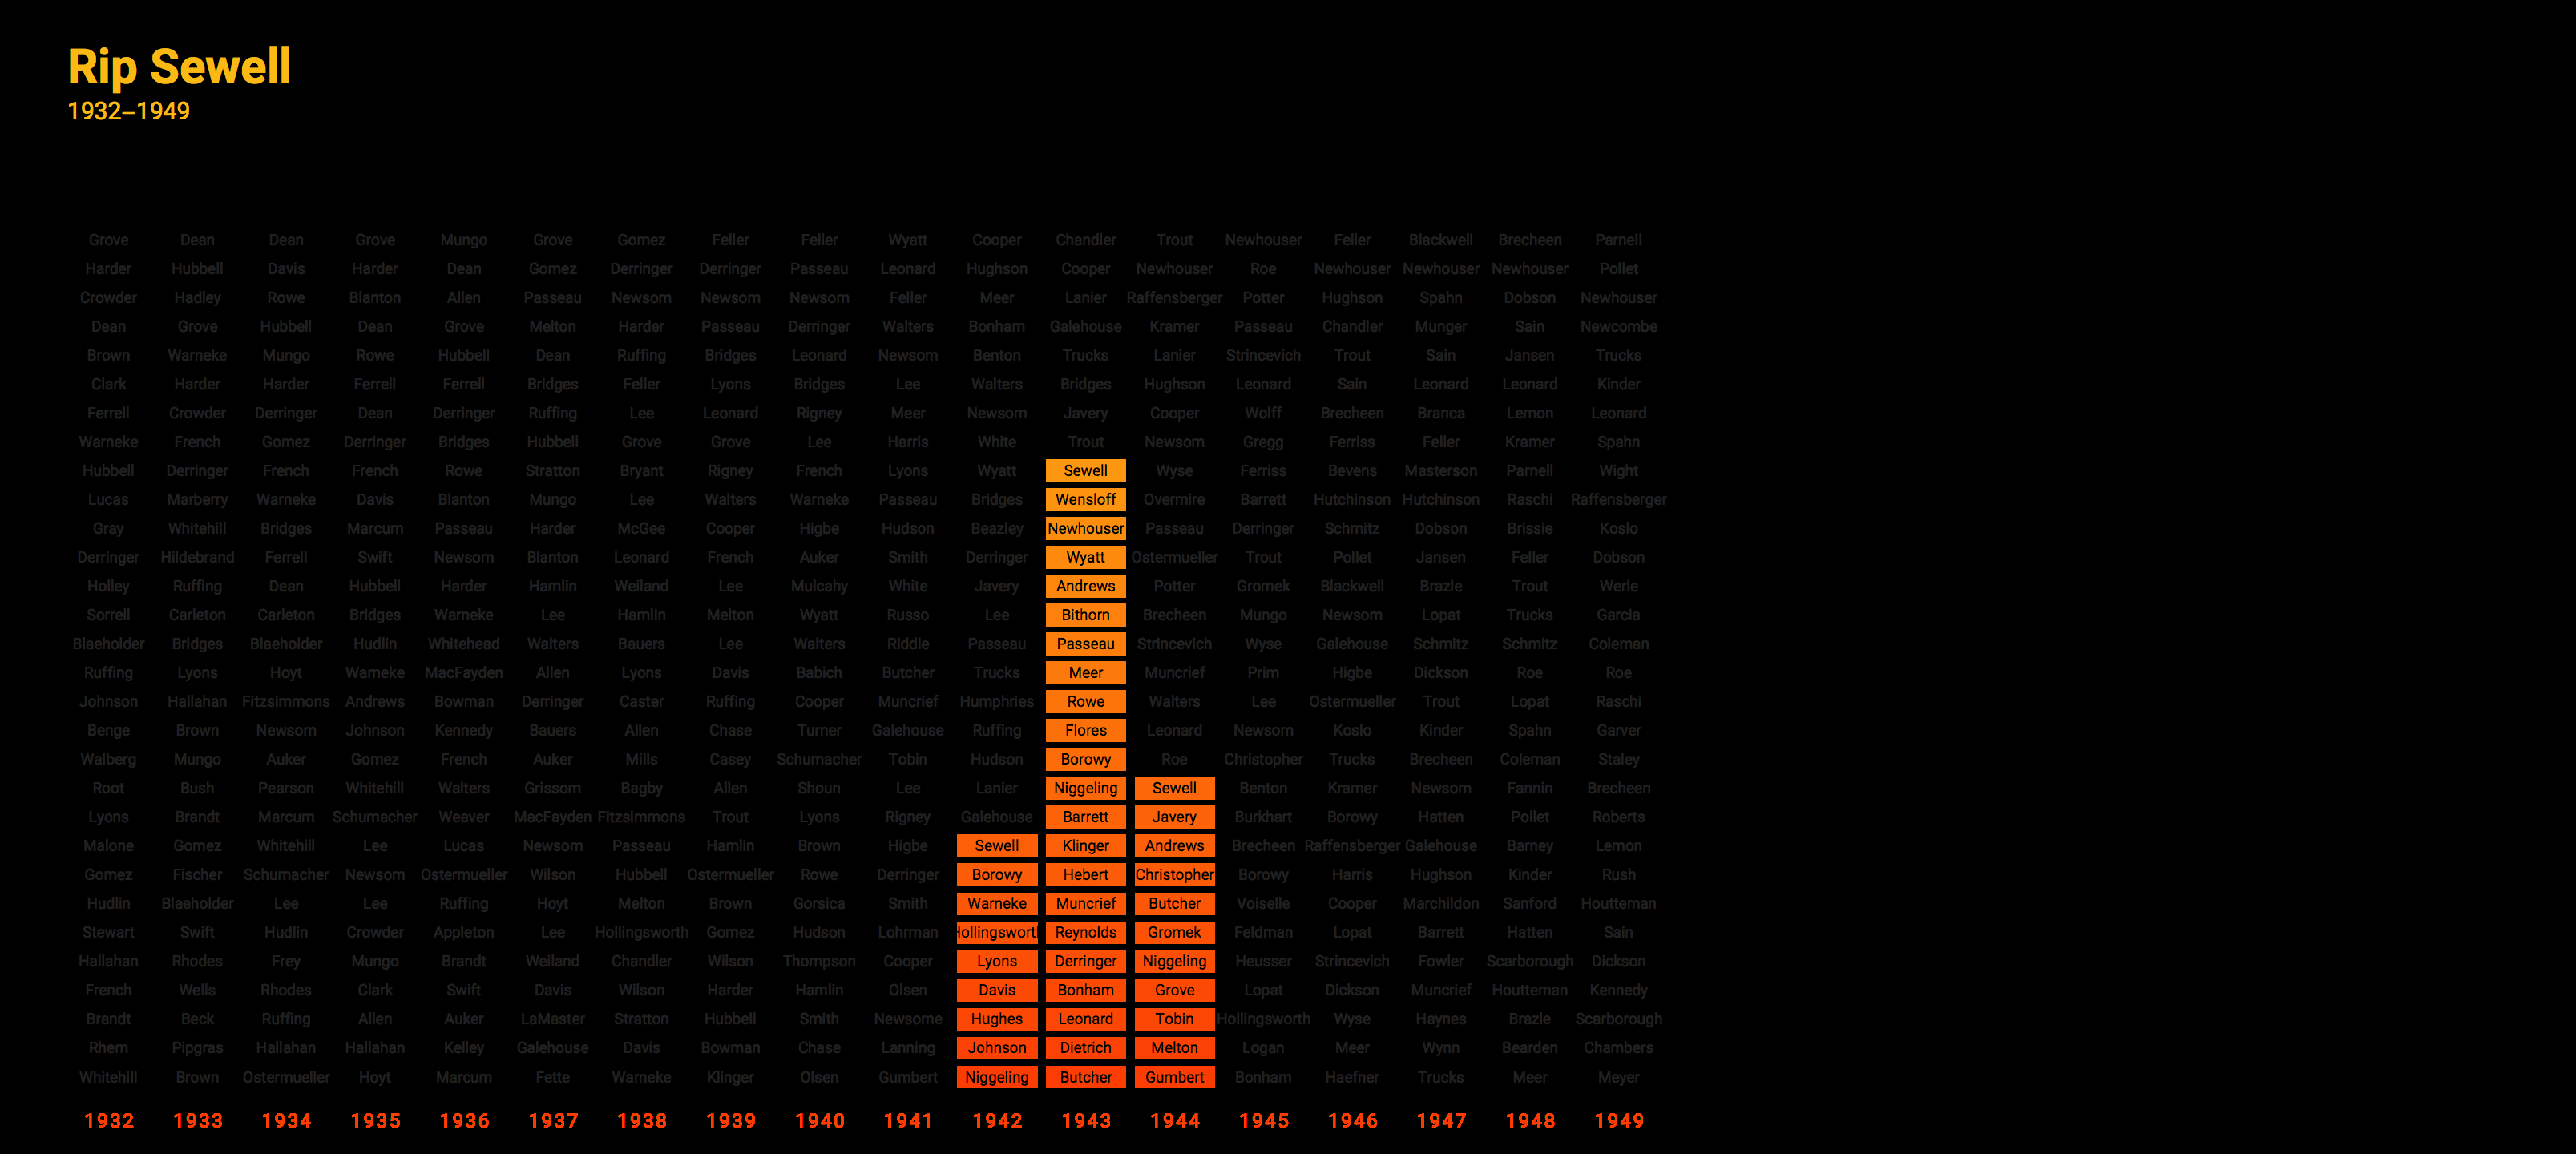 Rip Sewell
1932–1949
Grove Dean Dean Grove Mungo Grove Gomez Feller Feller Wyatt Cooper Chandler Trout Newhouser Feller Blackwell Brecheen Parnell
Harder Hubbell Davis Harder Dean Gomez Derringer Derringer Passeau Leonard Hughson Cooper Newhouser Roe Newhouser Newhouser Newhouser Pollet
Crowder Hadley Rowe Blanton Allen Passeau Newsom Newsom Newsom Feller Meer Lanier Raffensberger Potter Hughson Spahn Dobson Newhouser
Dean Grove Hubbell Dean Grove Melton Harder Passeau Derringer Walters Bonham Galehouse Kramer Passeau Chandler Munger Sain Newcombe
Brown Warneke Mungo Rowe Hubbell Dean Ruffing Bridges Leonard Newsom Benton Trucks Lanier Strincevich Trout Sain Jansen Trucks
Clark Harder Harder Ferrell Ferrell Bridges Feller Lyons Bridges Lee Walters Bridges Hughson Leonard Sain Leonard Leonard Kinder
Ferrell Crowder Derringer Dean Derringer Ruffing Lee Leonard Rigney Meer Newsom Javery Cooper Wolff Brecheen Branca Lemon Leonard
Warneke French Gomez Derringer Bridges Hubbell Grove Grove Lee Harris White Trout Newsom Gregg Ferriss Feller Kramer Spahn
Hubbell Derringer French French Rowe Stratton Bryant Rigney French Lyons Wyatt Sewell Wyse Ferriss Bevens Masterson Parnell Wight
Lucas Marberry Warneke Davis Blanton Mungo Lee Walters Warneke Passeau Bridges Wensloff Overmire Barrett Hutchinson Hutchinson Raschi Raffensberger
Gray Whitehill Bridges Marcum Passeau Harder McGee Cooper Higbe Hudson Beazley Newhouser Passeau Derringer Schmitz Dobson Brissie Koslo
Derringer Hildebrand Ferrell Swift Newsom Blanton Leonard French Auker Smith Derringer Wyatt Ostermueller Trout Pollet Jansen Feller Dobson
Holley Ruffing Dean Hubbell Harder Hamlin Weiland Lee Mulcahy White Javery Andrews Potter Gromek Blackwell Brazle Trout Werle
Sorrell Carleton Carleton Bridges Warneke Lee Hamlin Melton Wyatt Russo Lee Bithorn Brecheen Mungo Newsom Lopat Trucks Garcia
Blaeholder Bridges Blaeholder Hudlin Whitehead Walters Bauers Lee Walters Riddle Passeau Passeau Strincevich Wyse Galehouse Schmitz Schmitz Coleman
Ruffing Lyons Hoyt Warneke MacFayden Allen Lyons Davis Babich Butcher Trucks Meer Muncrief Prim Higbe Dickson Roe Roe
Johnson Hallahan Fitzsimmons Andrews Bowman Derringer Caster Ruffing Cooper Muncrief Humphries Rowe Walters Lee Ostermueller Trout Lopat Raschi
Benge Brown Newsom Johnson Kennedy Bauers Allen Chase Turner Galehouse Ruffing Flores Leonard Newsom Koslo Kinder Spahn Garver
Walberg Mungo Auker Gomez French Auker Mills Casey Schumacher Tobin Hudson Borowy Roe Christopher Trucks Brecheen Coleman Staley
Root Bush Pearson Whitehill Walters Grissom Bagby Allen Shoun Lee Lanier Niggeling Sewell Benton Kramer Newsom Fannin Brecheen
Lyons Brandt Marcum Schumacher Weaver MacFayden Fitzsimmons Trout Lyons Rigney Galehouse Barrett Javery Burkhart Borowy Hatten Pollet Roberts
Malone Gomez Whitehill Lee Lucas Newsom Passeau Hamlin Brown Higbe Sewell Klinger Andrews Brecheen Raffensberger Galehouse Barney Lemon
Gomez Fischer Schumacher Newsom Ostermueller Wilson Hubbell Ostermueller Rowe Derringer Borowy Hebert Christopher Borowy Harris Hughson Kinder Rush
Hudlin Blaeholder Lee Lee Ruffing Hoyt Melton Brown Gorsica Smith Warneke Muncrief Butcher Voiselle Cooper Marchildon Sanford Houtteman
Stewart Swift Hudlin Crowder Appleton Lee Hollingsworth Gomez Hudson Lohrman Hollingsworth Reynolds Gromek Feldman Lopat Barrett Hatten Sain
Hallahan Rhodes Frey Mungo Brandt Weiland Chandler Wilson Thompson Cooper Lyons Derringer Niggeling Heusser Strincevich Fowler Scarborough Dickson
French Wells Rhodes Clark Swift Davis Wilson Harder Hamlin Olsen Davis Bonham Grove Lopat Dickson Muncrief Houtteman Kennedy
Brandt Beck Ruffing Allen Auker LaMaster Stratton Hubbell Smith Newsome Hughes Leonard Tobin Hollingsworth Wyse Haynes Brazle Scarborough
Rhem Pipgras Hallahan Hallahan Kelley Galehouse Davis Bowman Chase Lanning Johnson Dietrich Melton Logan Meer Wynn Bearden Chambers
Whitehill Brown Ostermueller Hoyt Marcum Fette Warneke Klinger Olsen Gumbert Niggeling Butcher Gumbert Bonham Haefner Trucks Meer Meyer
1932 1933 1934 1935 1936 1937 1938 1939 1940 1941 1942 1943 1944 1945 1946 1947 1948 1949